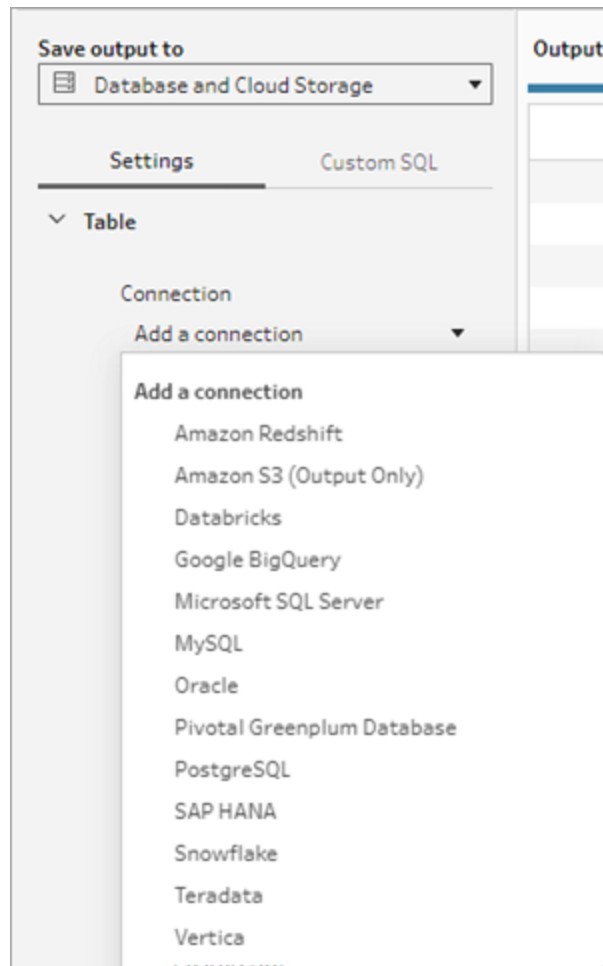 Save output to
Output
Database and Cloud Storage
Settings
Custom SQL
Table
Connection
Add a connection
Add a connection
Amazon Redshift
Amazon S3 (Output Only)
Databricks
Google BigQuery
Microsoft SQL Server
MySQL
Oracle
Pivotal Greenplum Database
PostgreSQL
SAP HANA
Snowflake
Teradata
Vertica